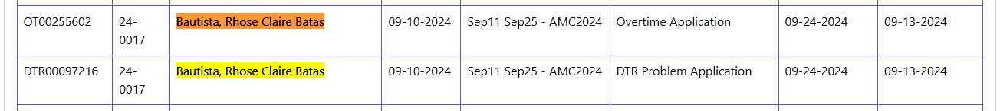 OT00255602 24-0017 Bautista, Rhose Claire Batas 09-10-2024 Sep11 Sep25 - AMC2024 Overtime Application 09-24-2024 09-13-2024
DTR00097216 24-0017 Bautista, Rhose Claire Batas 09-10-2024 Sep11 Sep25 - AMC2024 DTR Problem Application 09-24-2024 09-13-2024